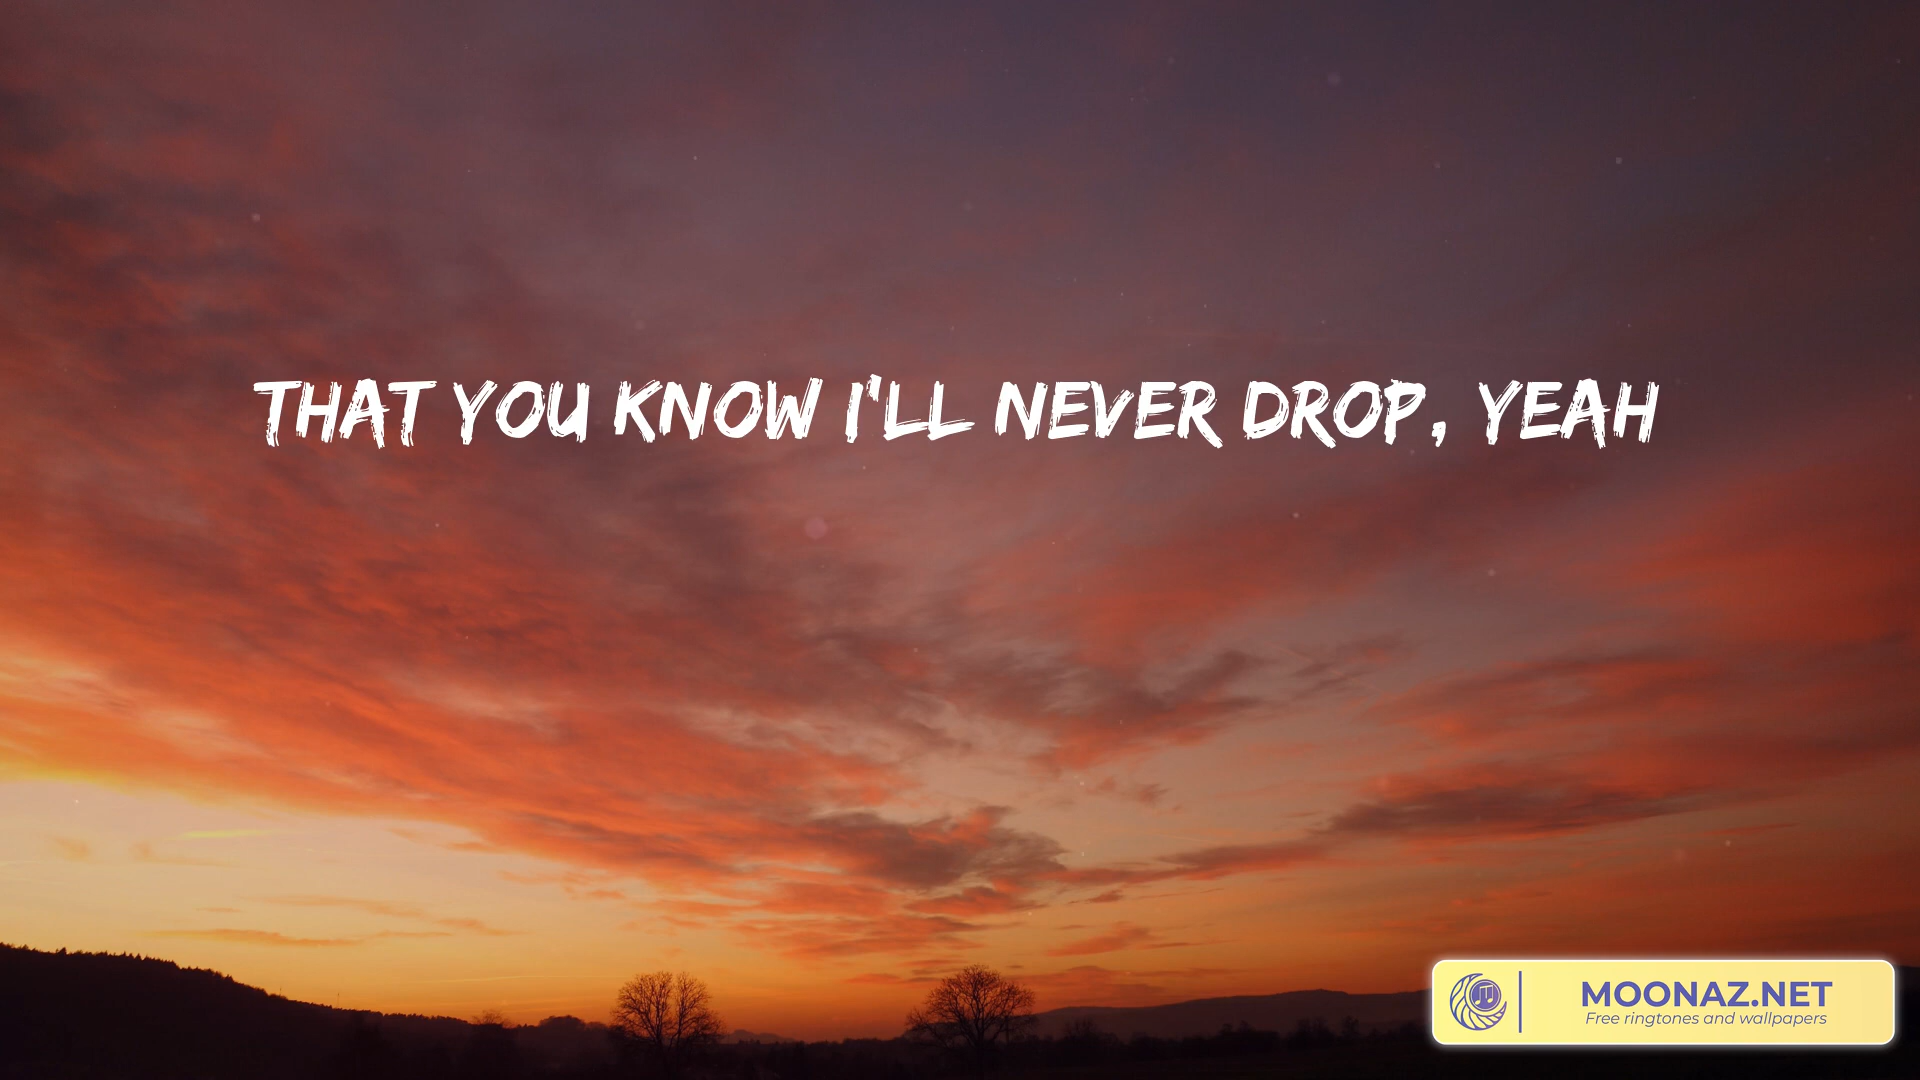 THAT YOU KNOW I'LL NEVER DROP, YEAH
MOONAZ.NET
Free ringtones and wallpapers